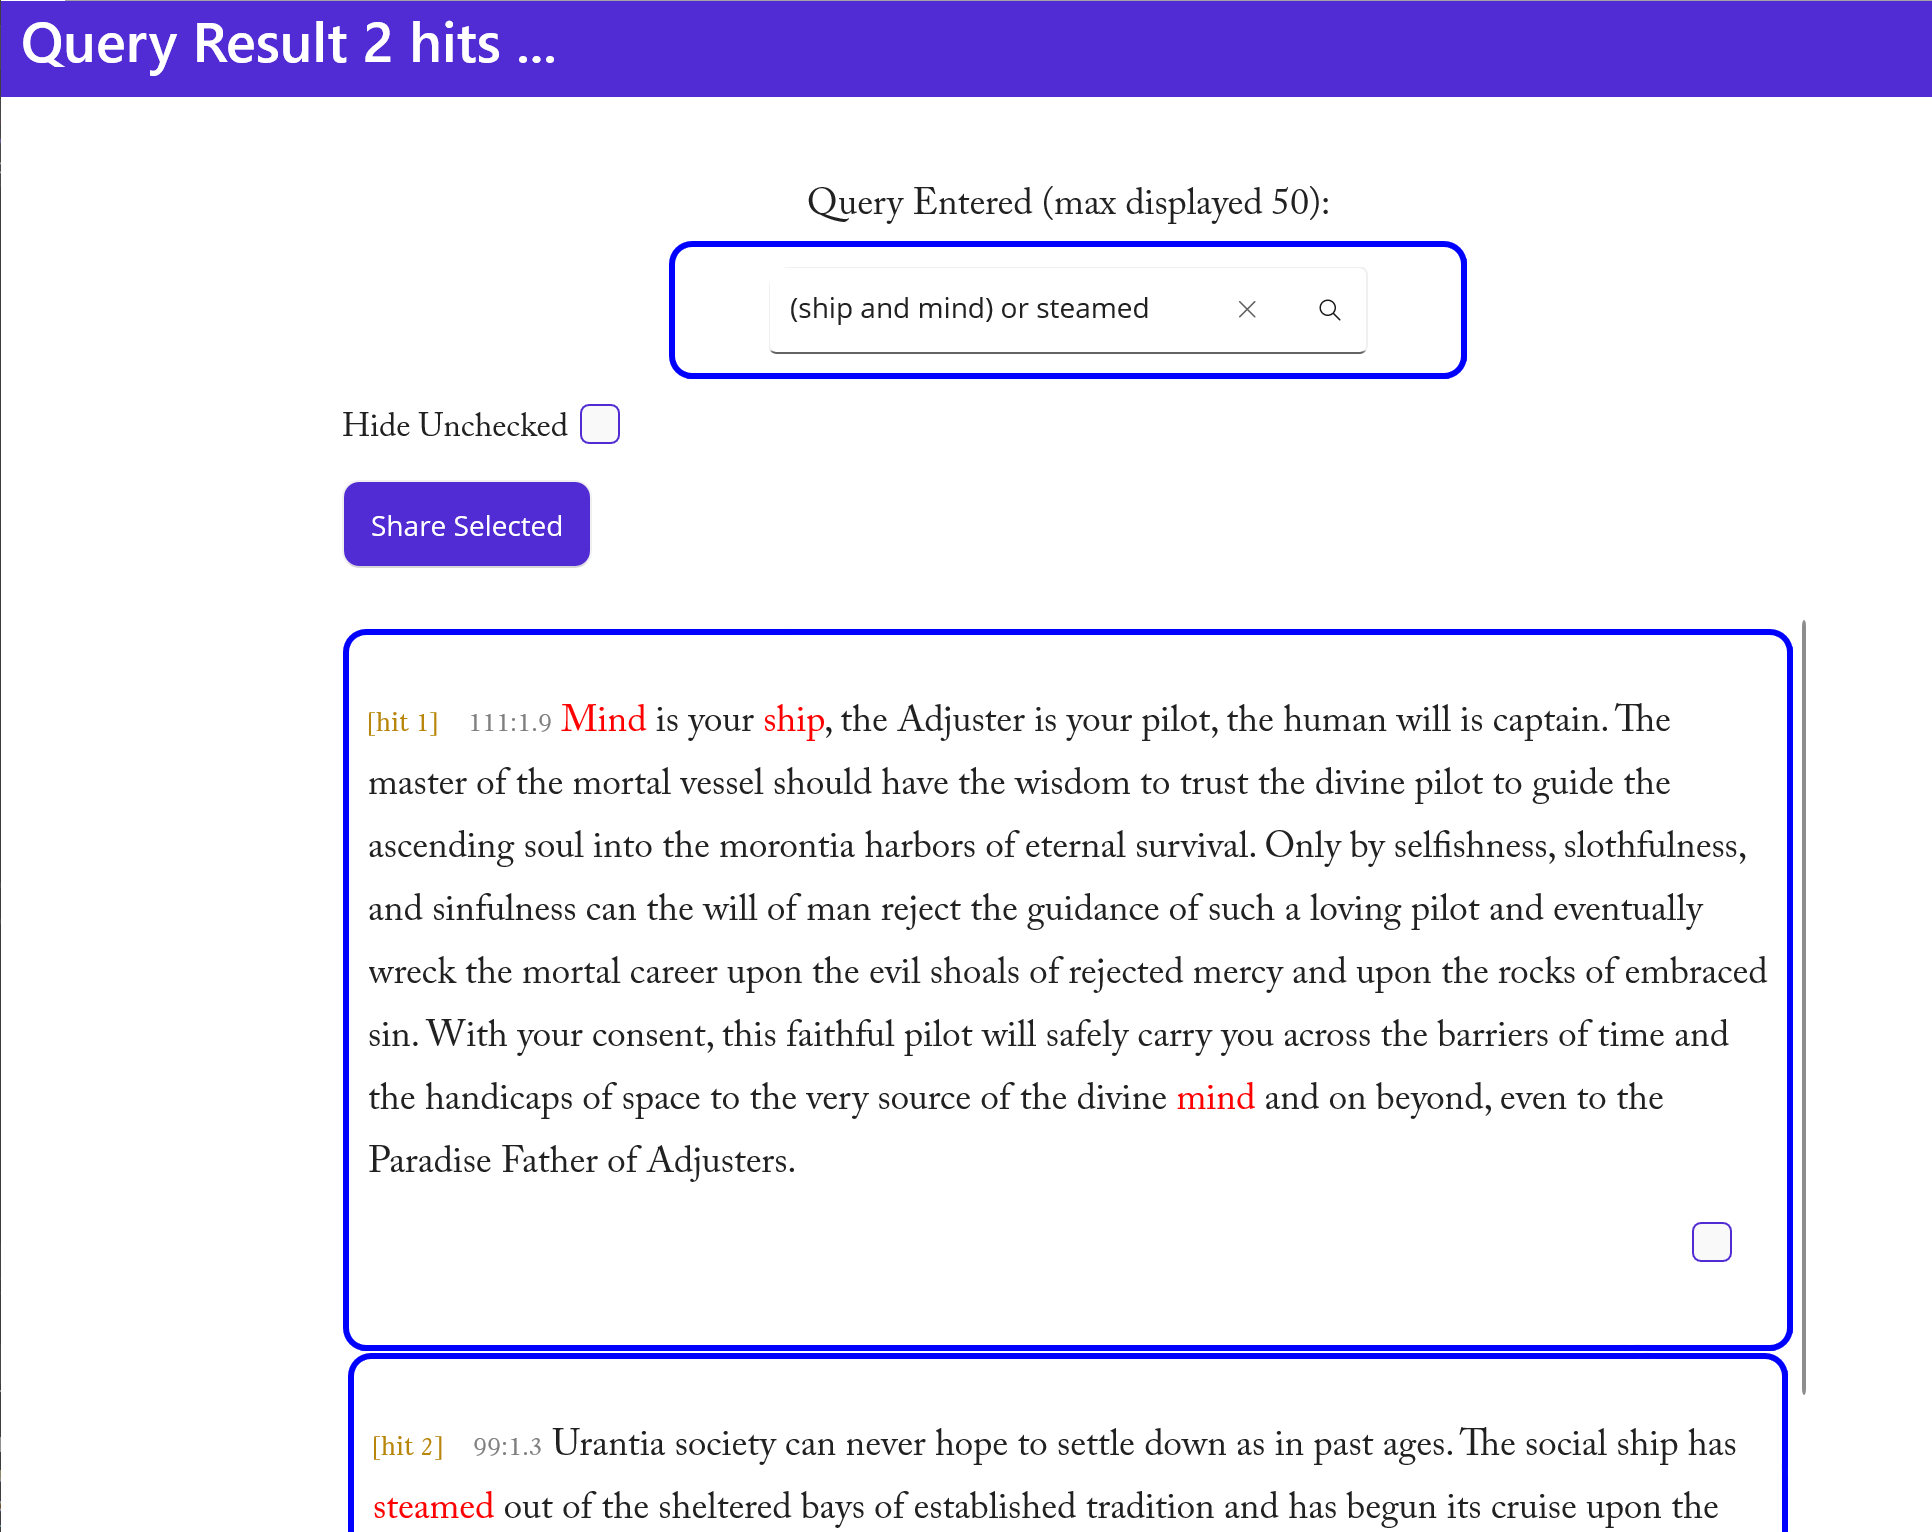 Query Result 2 hits ...
Query Entered (max displayed 50):
(ship and mind) or steamed
Hide Unchecked
Share Selected
[hit 1] 111:1.9 Mind is your ship, the Adjuster is your pilot, the human will is captain. The
master of the mortal vessel should have the wisdom to trust the divine pilot to guide the
ascending soul into the morontia harbors of eternal survival. Only by selfishness, slothfulness,
and sinfulness can the will of man reject the guidance of such a loving pilot and eventually
wreck the mortal career upon the evil shoals of rejected mercy and upon the rocks of embraced
sin. With your consent, this faithful pilot will safely carry you across the barriers of time and
the handicaps of space to the very source of the divine mind and on beyond, even to the
Paradise Father of Adjusters.
[hit 2] 99:1.3 Urantia society can never hope to settle down as in past ages. The social ship has
steamed out of the sheltered bays of established tradition and has begun its cruise upon the